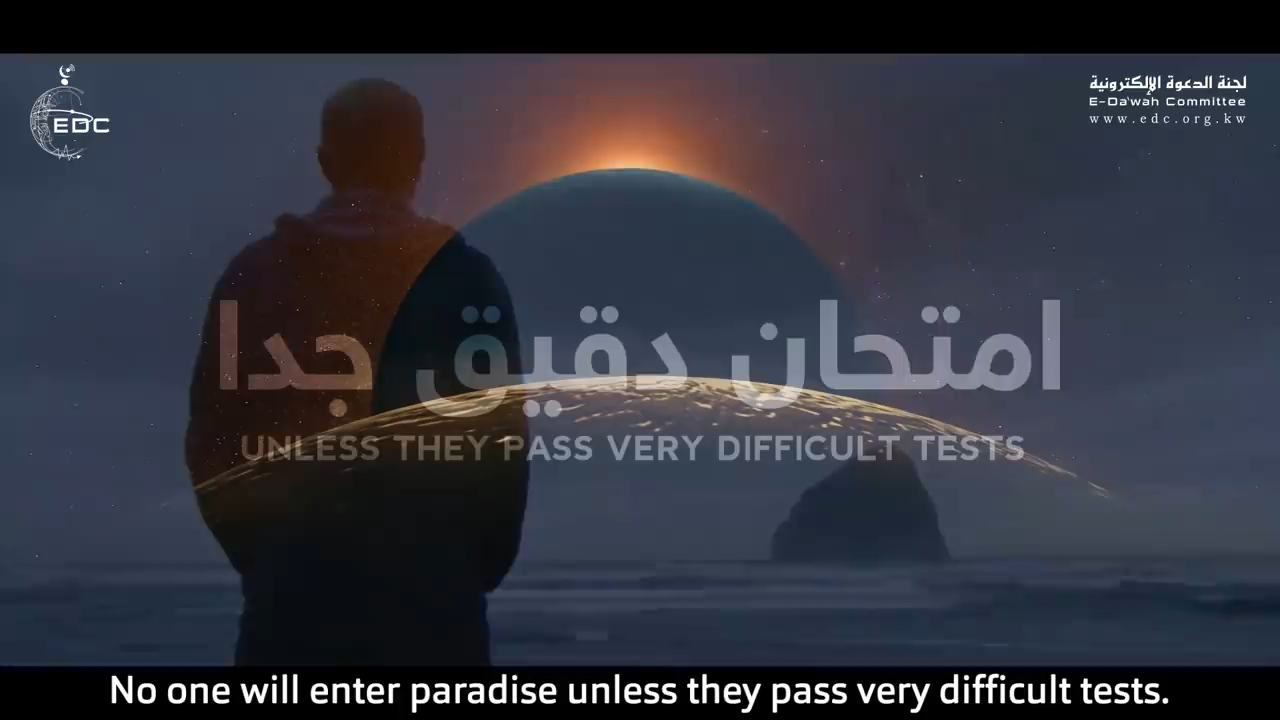 EDC
لجنة الدعوة الإلكترونية
E-Da'wah Committee
www.edc.org.kw
امتحان دقيق جدا
UNLESS THEY PASS VERY DIFFICULT TESTS
No one will enter paradise unless they pass very difficult tests.